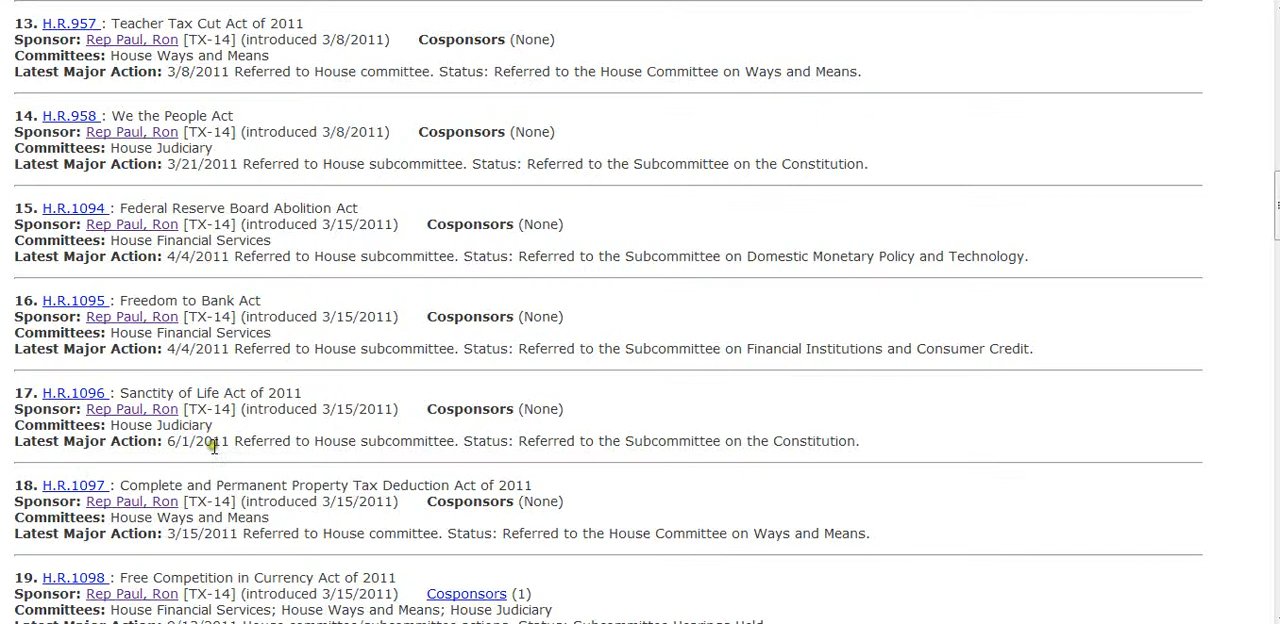 13. H.R.957 : Teacher Tax Cut Act of 2011
Sponsor: Rep Paul, Ron [TX-14] (introduced 3/8/2011) Cosponsors (None)
Committees: House Ways and Means
Latest Major Action: 3/8/2011 Referred to House committee. Status: Referred to the House Committee on Ways and Means.
14. H.R.958 : We the People Act
Sponsor: Rep Paul, Ron [TX-14] (introduced 3/8/2011) Cosponsors (None)
Committees: House Judiciary
Latest Major Action: 3/21/2011 Referred to House subcommittee. Status: Referred to the Subcommittee on the Constitution.
15. H.R.1094 : Federal Reserve Board Abolition Act
Sponsor: Rep Paul, Ron [TX-14] (introduced 3/15/2011) Cosponsors (None)
Committees: House Financial Services
Latest Major Action: 4/4/2011 Referred to House subcommittee. Status: Referred to the Subcommittee on Domestic Monetary Policy and Technology.
16. H.R.1095 : Freedom to Bank Act
Sponsor: Rep Paul, Ron [TX-14] (introduced 3/15/2011) Cosponsors (None)
Committees: House Financial Services
Latest Major Action: 4/4/2011 Referred to House subcommittee. Status: Referred to the Subcommittee on Financial Institutions and Consumer Credit.
17. H.R.1096 : Sanctity of Life Act of 2011
Sponsor: Rep Paul, Ron [TX-14] (introduced 3/15/2011) Cosponsors (None)
Committees: House Judiciary
Latest Major Action: 6/1/2011 Referred to House subcommittee. Status: Referred to the Subcommittee on the Constitution.
18. H.R.1097 : Complete and Permanent Property Tax Deduction Act of 2011
Sponsor: Rep Paul, Ron [TX-14] (introduced 3/15/2011) Cosponsors (None)
Committees: House Ways and Means
Latest Major Action: 3/15/2011 Referred to House committee. Status: Referred to the House Committee on Ways and Means.
19. H.R.1098 : Free Competition in Currency Act of 2011
Sponsor: Rep Paul, Ron [TX-14] (introduced 3/15/2011) Cosponsors (1)
Committees: House Financial Services; House Ways and Means; House Judiciary
Latest Major Action: 9/13/2011 House committee/subcommittee actions. Status: Subcommittee Hearings Held.